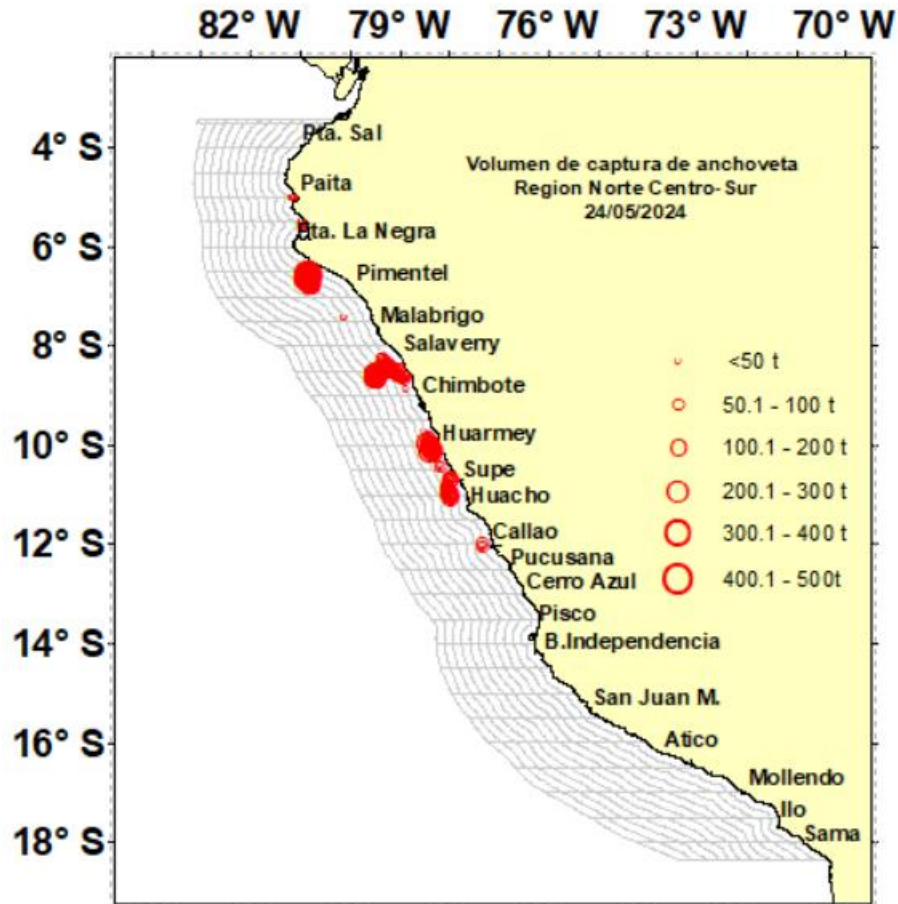 82° W 79° W 76° W 73° W 70° W
4° S
6° S
8° S
10° S
12° S
14° S
16° S
18° S
Volumen de captura de anchoveta
Region Norte Centro-Sur
24/05/2024
Pta. Sal
Paita
Pta. La Negra
Pimentel
Malabrigo
Salaverry
Chimbote
Huarmey
Supe
Huacho
Callao
Pucusana
Cerro Azul
Pisco
B.Independencia
San Juan M.
Atico
Mollendo
Ilo
Sama
<50 t
50.1 - 100 t
100.1 - 200 t
200.1 - 300 t
300.1 - 400 t
400.1 - 500t